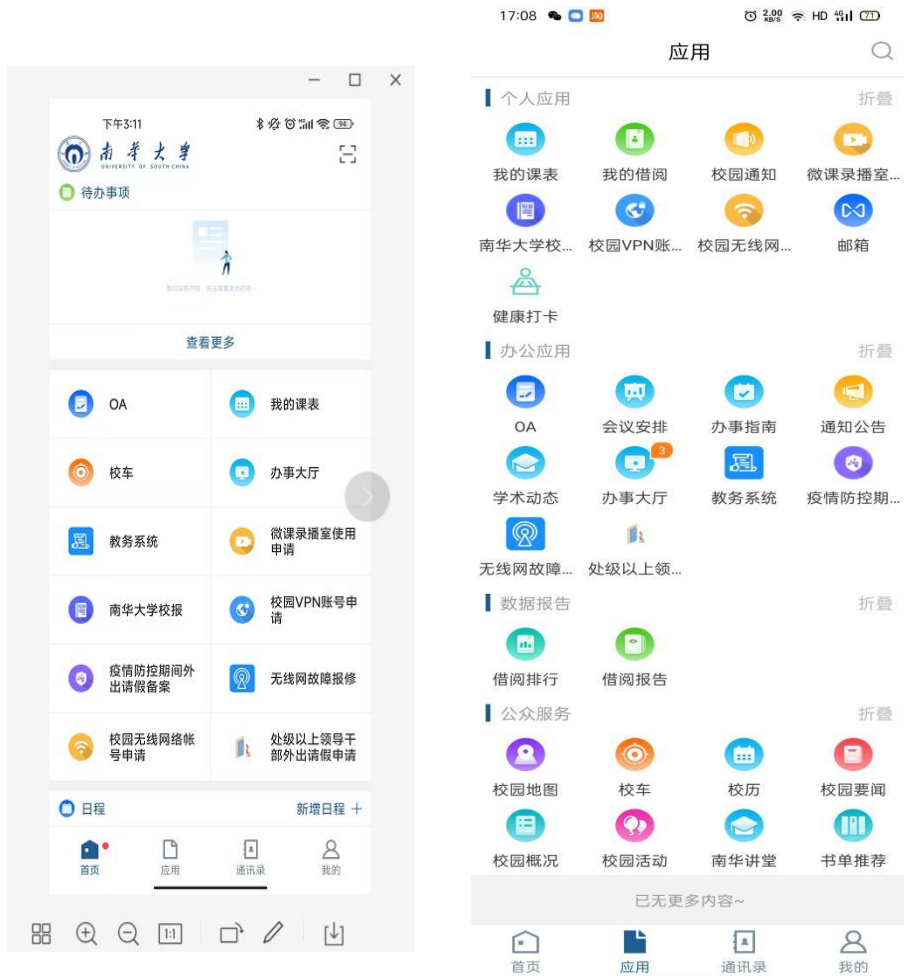 下午3:11
94
南华大学
UNIVERSITY OF SOUTH CHINA
待办事项
查看更多
OA
我的课表
校车
办事大厅
教务系统
微课录播室使用
申请
南华大学校报
校园VPN账号申
请
疫情防控期间外
出请假备案
无线网故障报修
校园无线网络帐
号申请
处级以上领导干
部外出请假申请
日程
新增日程 +
首页
应用
通讯录
我的
1:1
17:08
淘
2.00
KB/S
HD
4G
71
应用
个人应用
折叠
我的课表
我的借阅
校园通知
微课录播室...
南华大学校...
校园VPN账...
校园无线网...
邮箱
健康打卡
办公应用
折叠
OA
会议安排
办事指南
通知公告
3
学术动态
办事大厅
教务系统
疫情防控期...
无线网故障...
处级以上领...
数据报告
折叠
借阅排行
借阅报告
公众服务
折叠
校园地图
校车
校历
校园要闻
校园概况
校园活动
南华讲堂
书单推荐
已无更多内容~
首页
应用
通讯录
我的